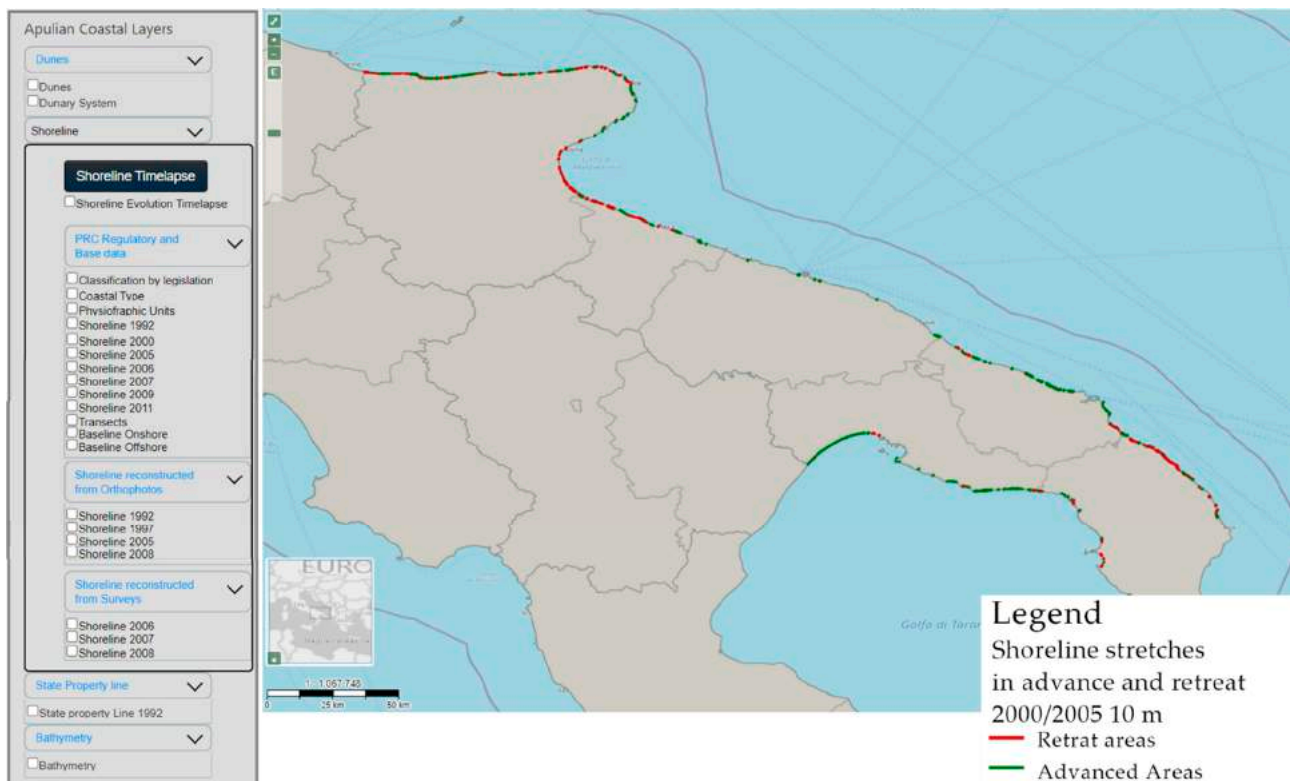 Apulian Coastal Layers
Dunes
Dunes
Dunary System
Shoreline
Shoreline Timelapse
Shoreline Evolution Timelapse
PRC Regulatory and
Base data
Classification by legislation
Coastal Type
Physiofraphic Units
Shoreline 1992
Shoreline 2000
Shoreline 2005
Shoreline 2006
Shoreline 2007
Shoreline 2009
Shoreline 2011
Transects
Baseline Onshore
Baseline Offshore
Shoreline reconstructed
from Orthophotos
Shoreline 1992
Shoreline 1997
Shoreline 2005
Shoreline 2008
Shoreline reconstructed
from Surveys
Shoreline 2006
Shoreline 2007
Shoreline 2008
State Property line
State property Line 1992
Bathymetry
Bathymetry
EURO
1 : 1,067,748
0 25 km 50 km
Golfo di Taran
Legend
Shoreline stretches
in advance and retreat
2000/2005 10 m
Retrat areas
Advanced Areas